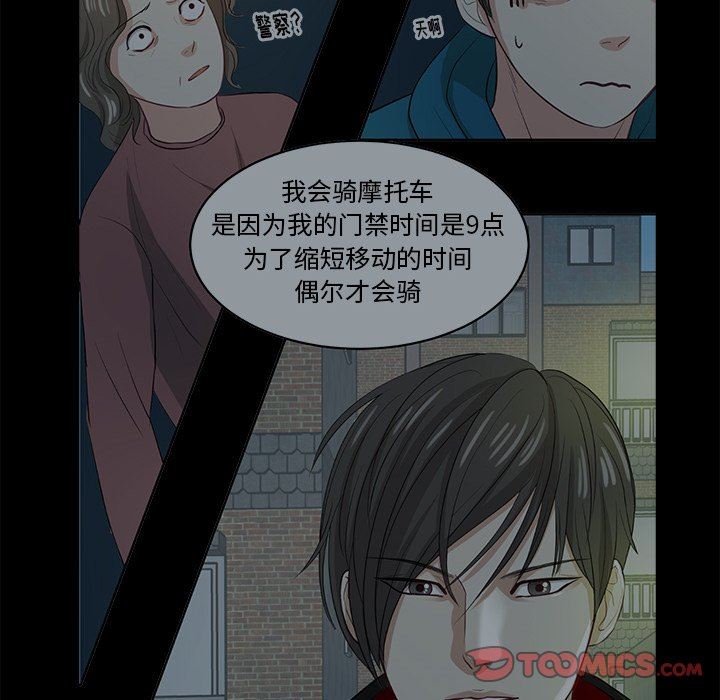 警察？
天啊
我会骑摩托车
是因为我的门禁时间是9点
为了缩短移动的时间
偶尔才会骑
TOOMICS.COM